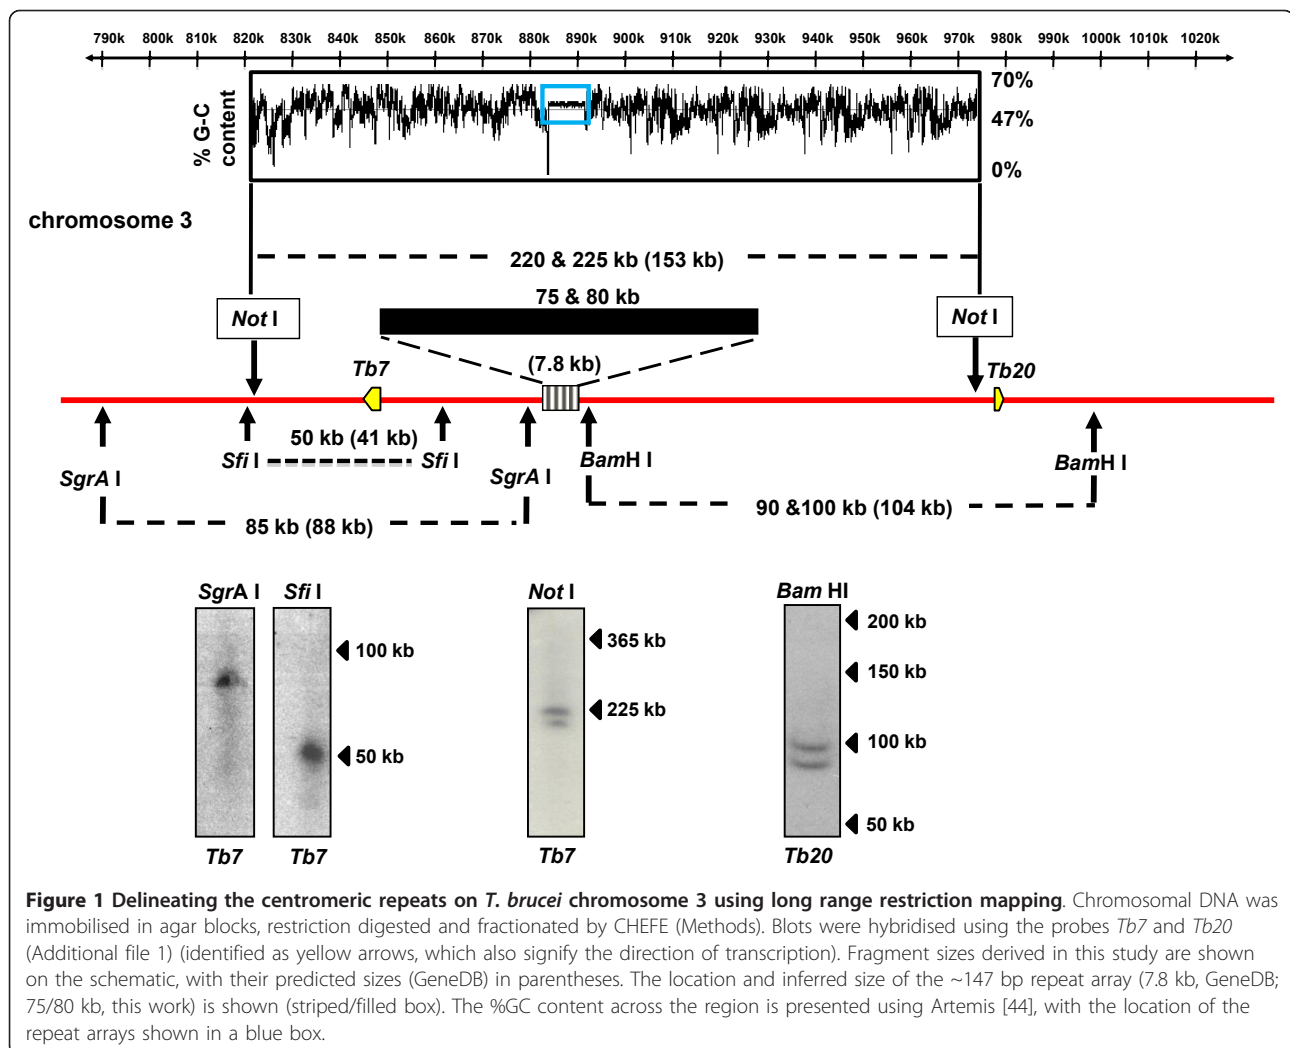 790k 800k 810k 820k 830k 840k 850k 860k 870k 880k 890k 900k 910k 920k 930k 940k 950k 960k 970k 980k 990k 1000k 1010k 1020k
% G-C content
70%
47%
0%
chromosome 3
220 & 225 kb (153 kb)
75 & 80 kb
Not I
Not I
(7.8 kb)
Tb7
Tb20
50 kb (41 kb)
Sfi I
Sfi I
BamH I
BamH I
SgrA I
SgrA I
90 &100 kb (104 kb)
85 kb (88 kb)
SgrA I
Sfi I
Not I
Bam HI
100 kb
50 kb
365 kb
225 kb
200 kb
150 kb
100 kb
50 kb
Tb7
Tb7
Tb7
Tb20
Figure 1 Delineating the centromeric repeats on T. brucei chromosome 3 using long range restriction mapping. Chromosomal DNA was
immobilised in agar blocks, restriction digested and fractionated by CHEFE (Methods). Blots were hybridised using the probes Tb7 and Tb20
(Additional file 1) (identified as yellow arrows, which also signify the direction of transcription). Fragment sizes derived in this study are shown
on the schematic, with their predicted sizes (GeneDB) in parentheses. The location and inferred size of the ~147 bp repeat array (7.8 kb, GeneDB;
75/80 kb, this work) is shown (striped/filled box). The %GC content across the region is presented using Artemis [44], with the location of the
repeat arrays shown in a blue box.